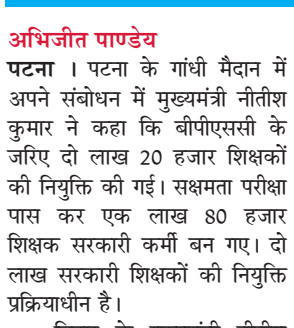 अभिजीत पाण्डेय
पटना । पटना के गांधी मैदान में
अपने संबोधन में मुख्यमंत्री नीतीश
कुमार ने कहा कि बीपीएससी के
जरिए दो लाख 20 हजार शिक्षकों
की नियुक्ति की गई। सक्षमता परीक्षा
पास कर एक लाख 80 हजार
शिक्षक सरकारी कर्मी बन गए। दो
लाख सरकारी शिक्षकों की नियुक्ति
प्रक्रियाधीन है।